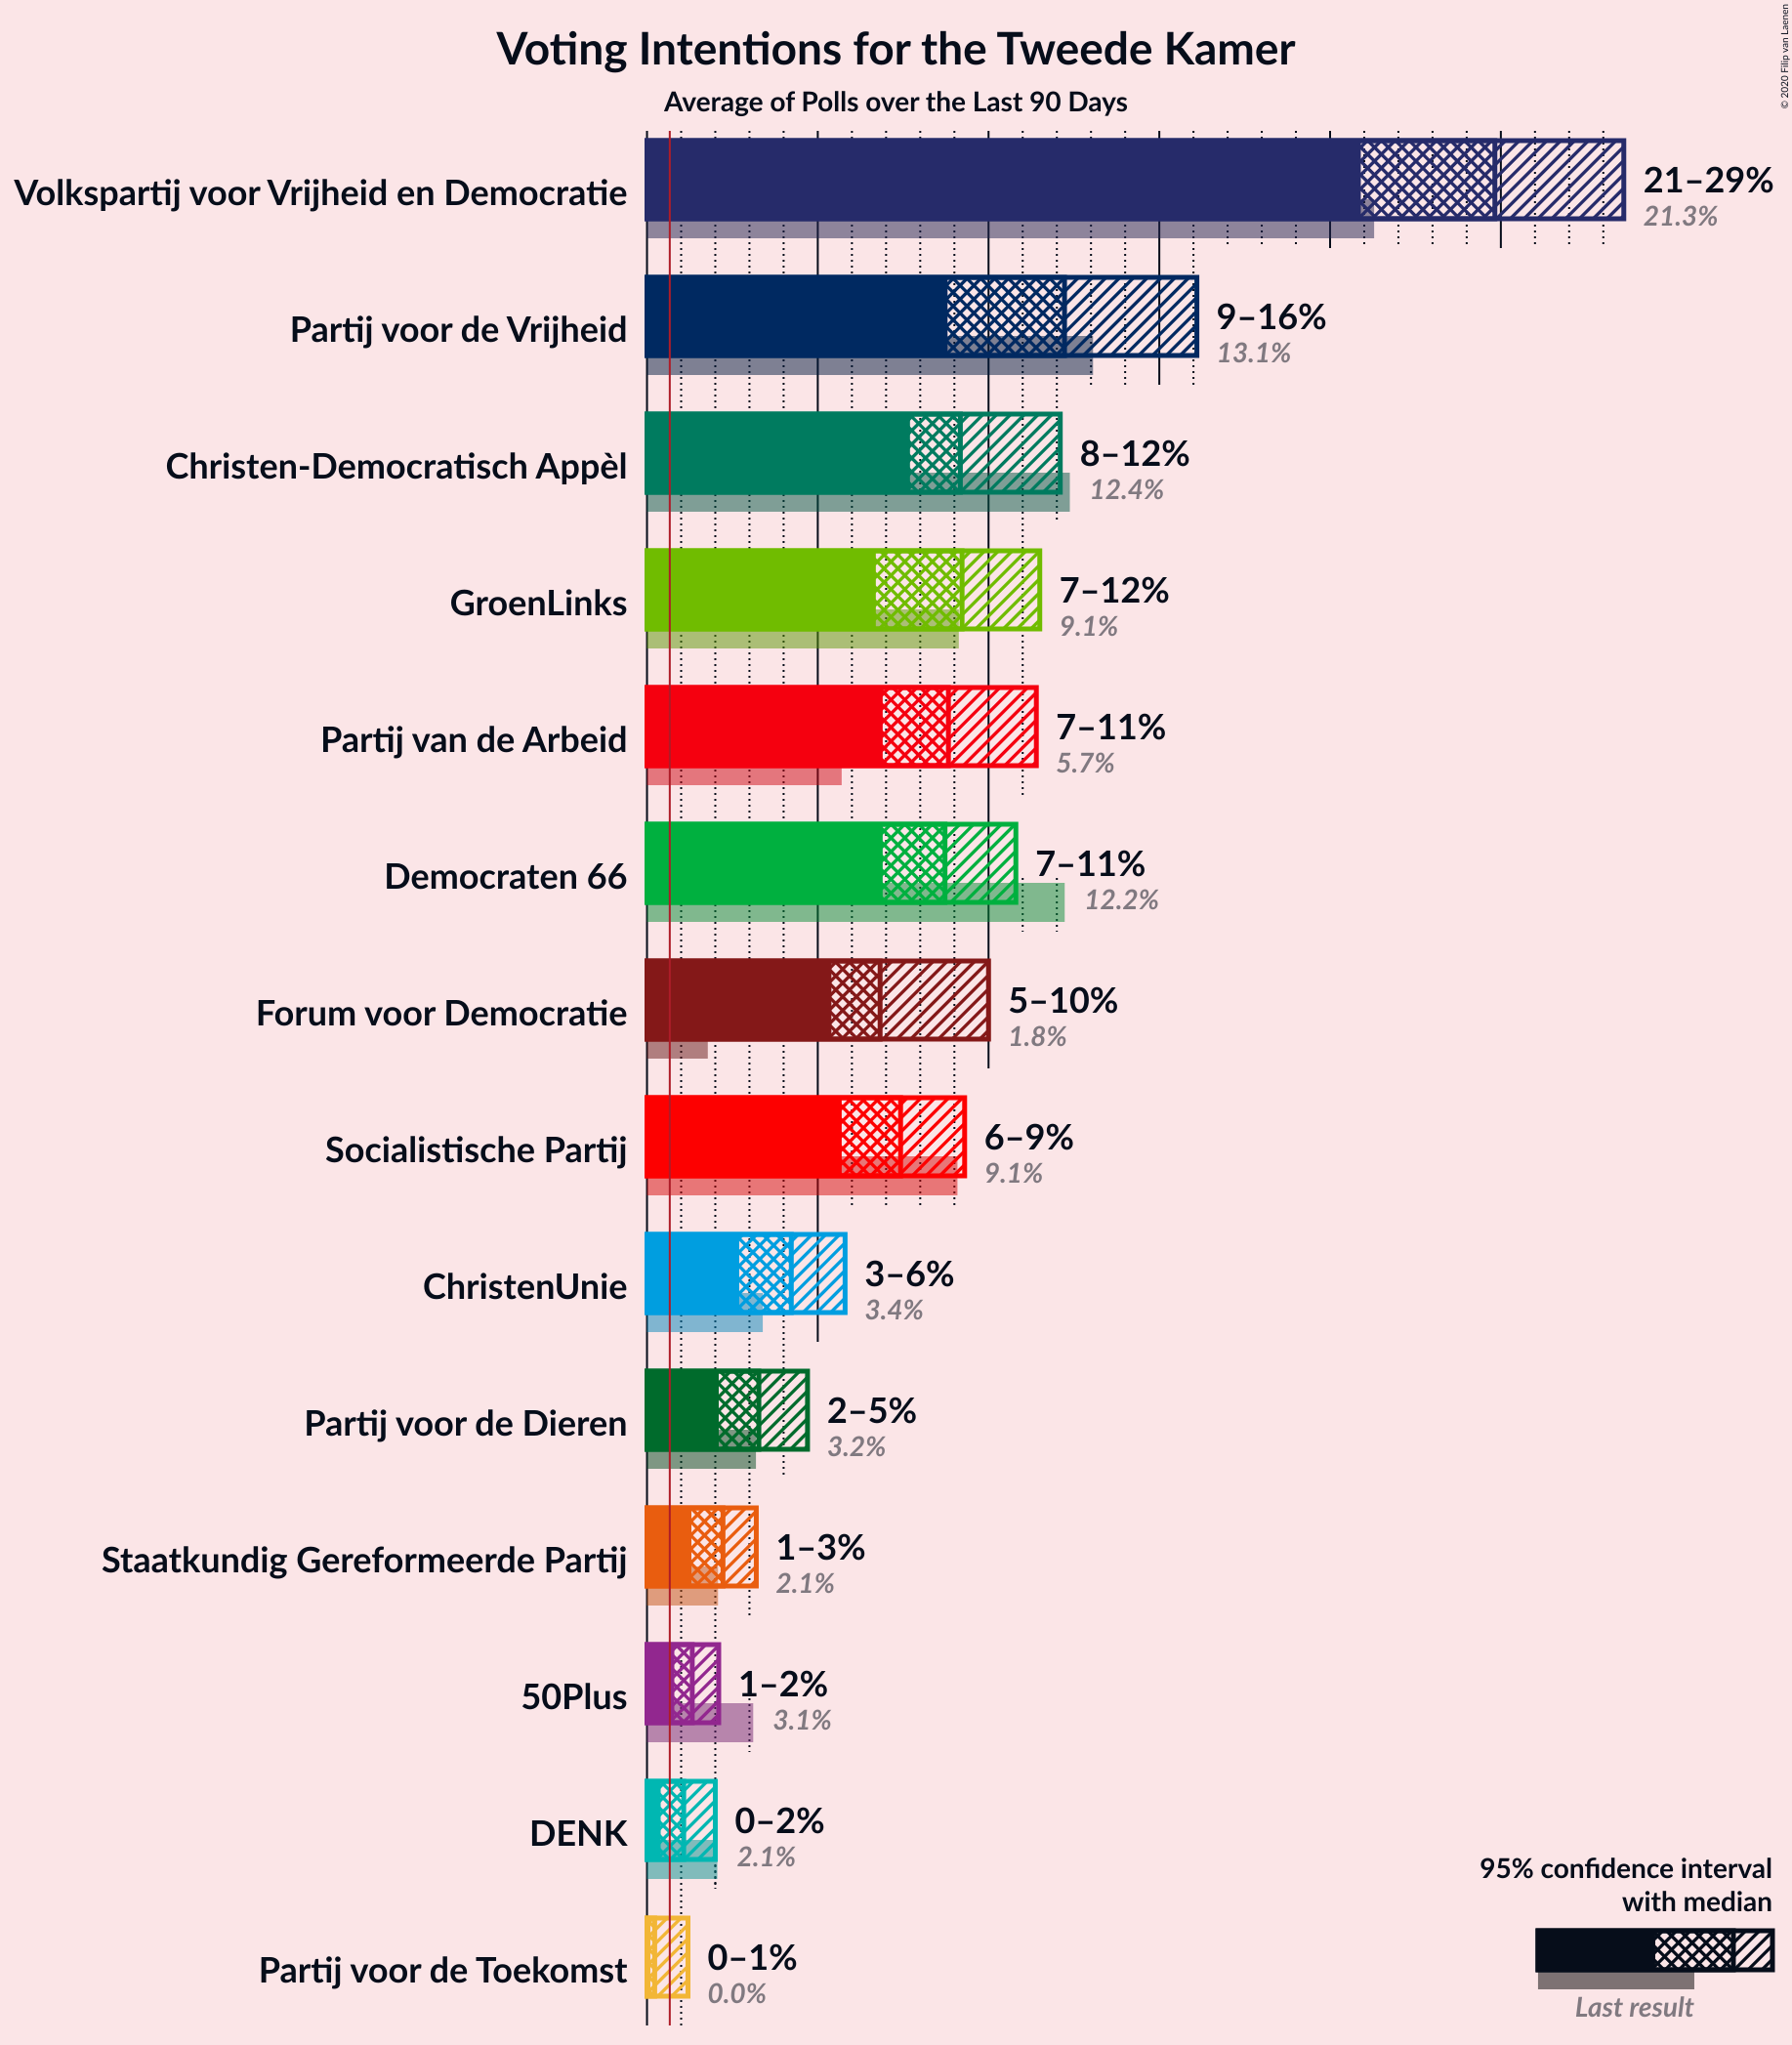 © 2020 Filip van Laenen
Voting Intentions for the Tweede Kamer
Average of Polls over the Last 90 Days
Volkspartij voor Vrijheid en Democratie
21–29%
21.3%
Partij voor de Vrijheid
9–16%
13.1%
Christen-Democratisch Appèl
8–12%
12.4%
GroenLinks
7–12%
9.1%
Partij van de Arbeid
7–11%
5.7%
Democraten 66
7–11%
12.2%
Forum voor Democratie
5–10%
1.8%
Socialistische Partij
6–9%
9.1%
ChristenUnie
3–6%
3.4%
Partij voor de Dieren
2–5%
3.2%
Staatkundig Gereformeerde Partij
1–3%
2.1%
50Plus
1–2%
3.1%
DENK
0–2%
2.1%
Partij voor de Toekomst
0–1%
0.0%
95% confidence interval
with median
Last result